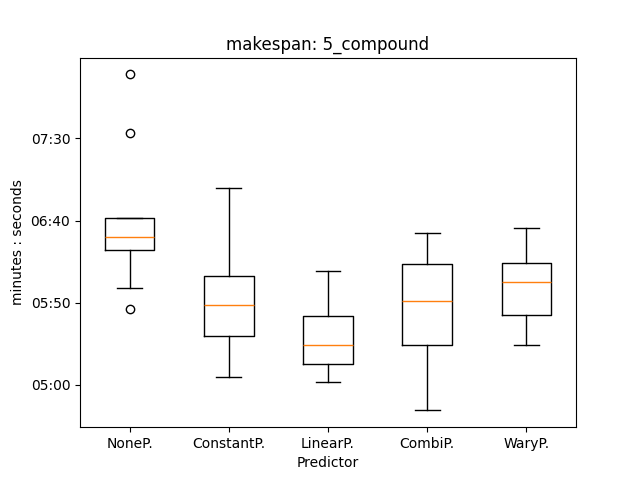 makespan: 5_compound
minutes : seconds
07:30
06:40
05:50
05:00
NoneP. ConstantP. LinearP. CombiP. WaryP.
Predictor